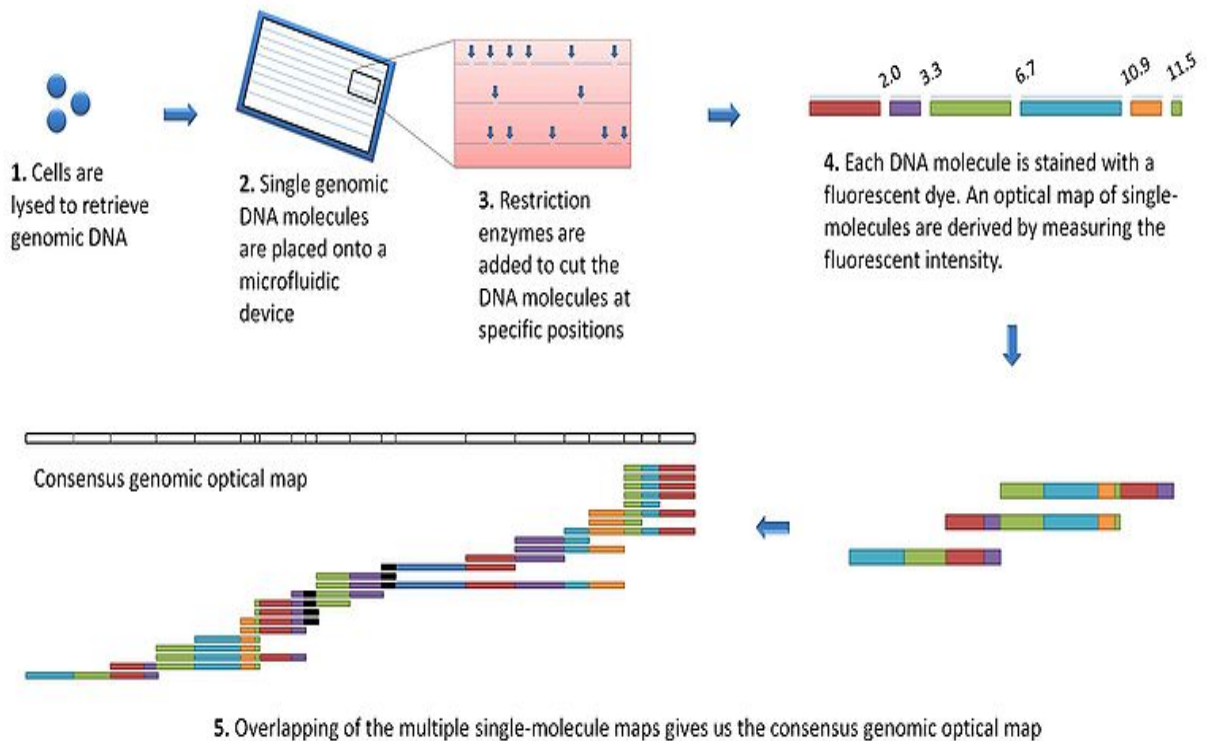 1. Cells are
lysed to retrieve
genomic DNA
2. Single genomic
DNA molecules
are placed onto a
microfluidic
device
3. Restriction
enzymes are
added to cut the
DNA molecules at
specific positions
2.0
3.3
6.7
10.9
11.5
4. Each DNA molecule is stained with a
fluorescent dye. An optical map of single-
molecules are derived by measuring the
fluorescent intensity.
Consensus genomic optical map
5. Overlapping of the multiple single-molecule maps gives us the consensus genomic optical map